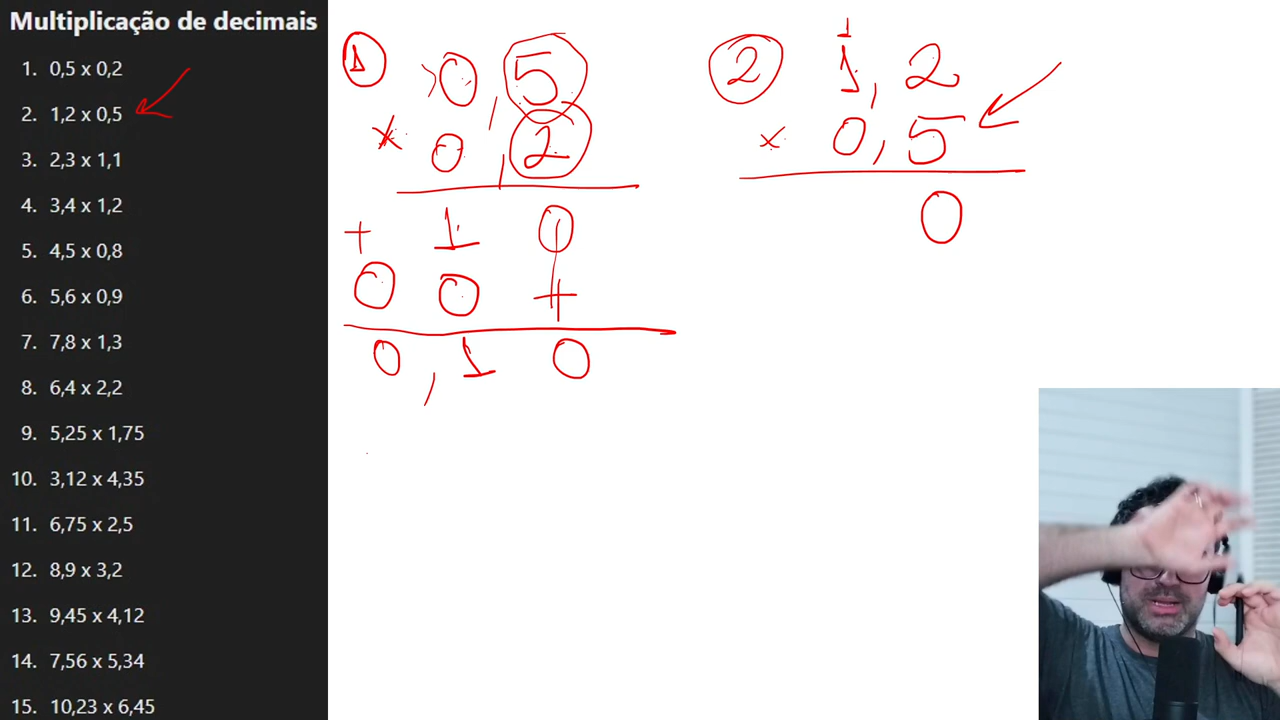 Multiplicação de decimais
1. 0,5 x 0,2
2. 1,2 x 0,5
3. 2,3 x 1,1
4. 3,4 x 1,2
5. 4,5 x 0,8
6. 5,6 x 0,9
7. 7,8 x 1,3
8. 6,4 x 2,2
9. 5,25 x 1,75
10. 3,12 x 4,35
11. 6,75 x 2,5
12. 8,9 x 3,2
13. 9,45 x 4,12
14. 7,56 x 5,34
15. 10,23 x 6,45
1
0,5
x 0,2
+ 1 0
0 0 +
0,1 0
2
1
1,2
x 0,5
0